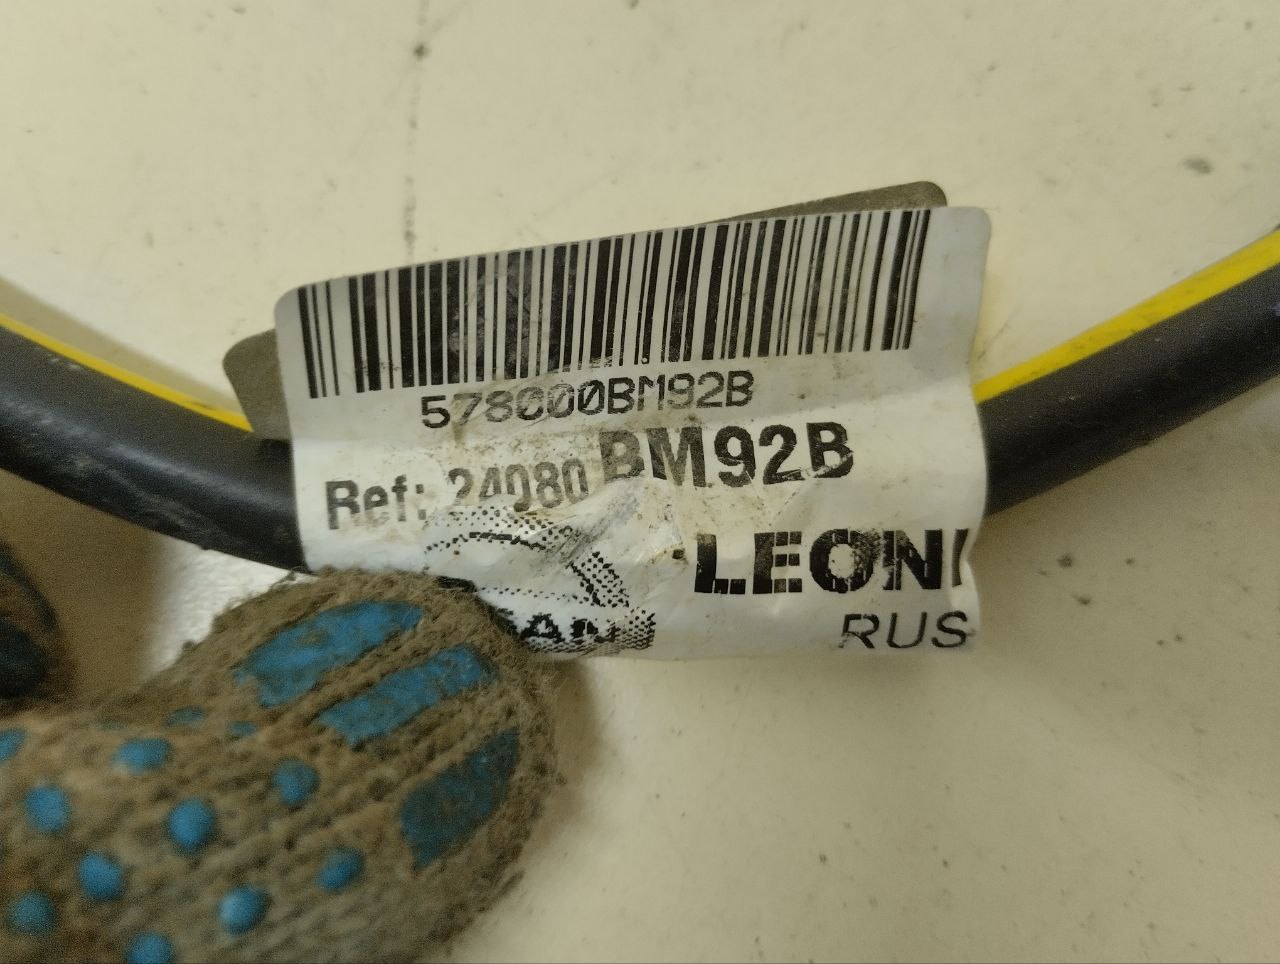 578000BM92B
Ref: 24080 BM92B
LEONI
RUS